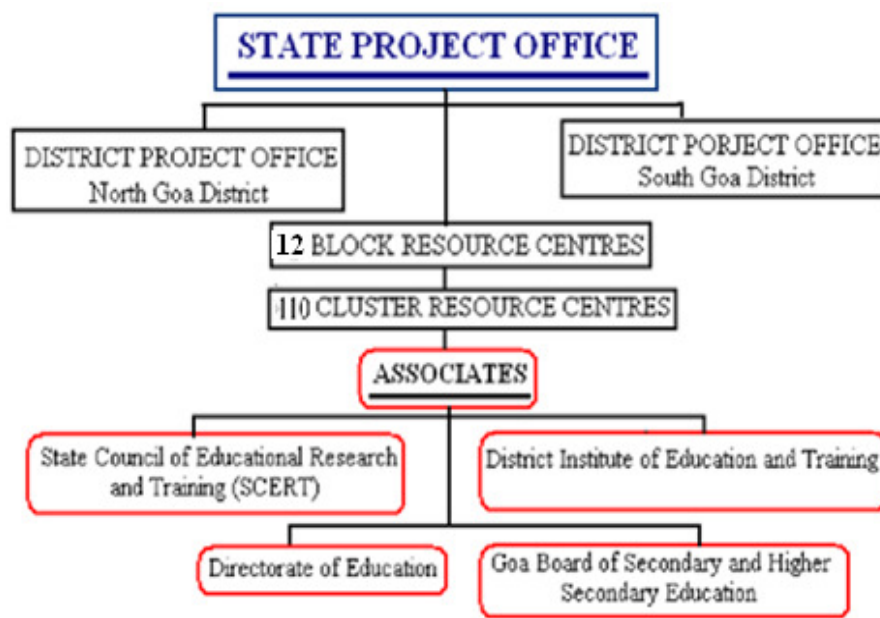 STATE PROJECT OFFICE
DISTRICT PROJECT OFFICE
North Goa District
DISTRICT PORJECT OFFICE
South Goa District
12 BLOCK RESOURCE CENTRES
110 CLUSTER RESOURCE CENTRES
ASSOCIATES
State Council of Educational Research
and Training (SCERT)
District Institute of Education and Training
Directorate of Education
Goa Board of Secondary and Higher
Secondary Education